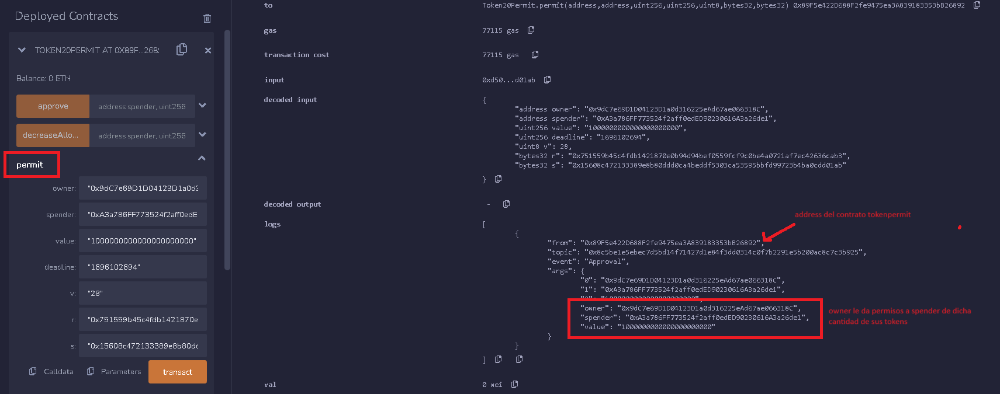 Deployed Contracts
TOKEN20PERMIT AT 0X89F...2689
Balance: 0 ETH
approve
address spender, uint256
decreaseAllo...
address spender, uint256
permit
owner:
"0x9dC7e69D1D04123D1a0d3
spender:
"0xA3a786FF773524f2aff0edE
value:
"1000000000000000000000"
deadline:
"1696102694"
v:
"28"
r:
"0x751559b45c4fdb1421870e
s:
"0x15608c472133389e8b80dd
Calldata
Parameters
transact
to
Token20Permit.permit(address,address,uint256,uint256,uint8,bytes32,bytes32) 0x89F5e422D688F2fe9475ea3A839183353bB26892
gas
77115 gas
transaction cost
77115 gas
input
0xd50...d01ab
decoded input
{
"address owner": "0x9dC7e69D1D04123D1a0d316225eAd67ae066318C",
"address spender": "0xA3a786FF773524f2aff0edED90230616A3a26de1",
"uint256 value": "1000000000000000000000",
"uint256 deadline": "1696102694",
"uint8 v": 28,
"bytes32 r": "0x751559b45c4fdb1421870e0b94d94bef0559fcf9c0be4a0721af7ec42636cab3",
"bytes32 s": "0x15608c472133389e8b80ddd0ca4beddf5303ca53595bbfd99723b4ba0cdd01ab"
}
decoded output
-
logs
[
{
"from": "0x89F5e422D688F2fe9475ea3A839183353bB26892",
address del contrato tokenpermit
"topic": "0x8c5be1e5ebec7d5bd14f71427d1e84f3dd0314c0f7b2291e5b200ac8c7c3b925",
"event": "Approval",
"args": {
"0": "0x9dC7e69D1D04123D1a0d316225eAd67ae066318C",
"1": "0xA3a786FF773524f2aff0edED90230616A3a26de1",
"2": "1000000000000000000000",
"owner": "0x9dC7e69D1D04123D1a0d316225eAd67ae066318C",
"spender": "0xA3a786FF773524f2aff0edED90230616A3a26de1",
"value": "1000000000000000000000"
owner le da permisos a spender de dicha
cantidad de sus tokens
}
}
]
val
0 wei